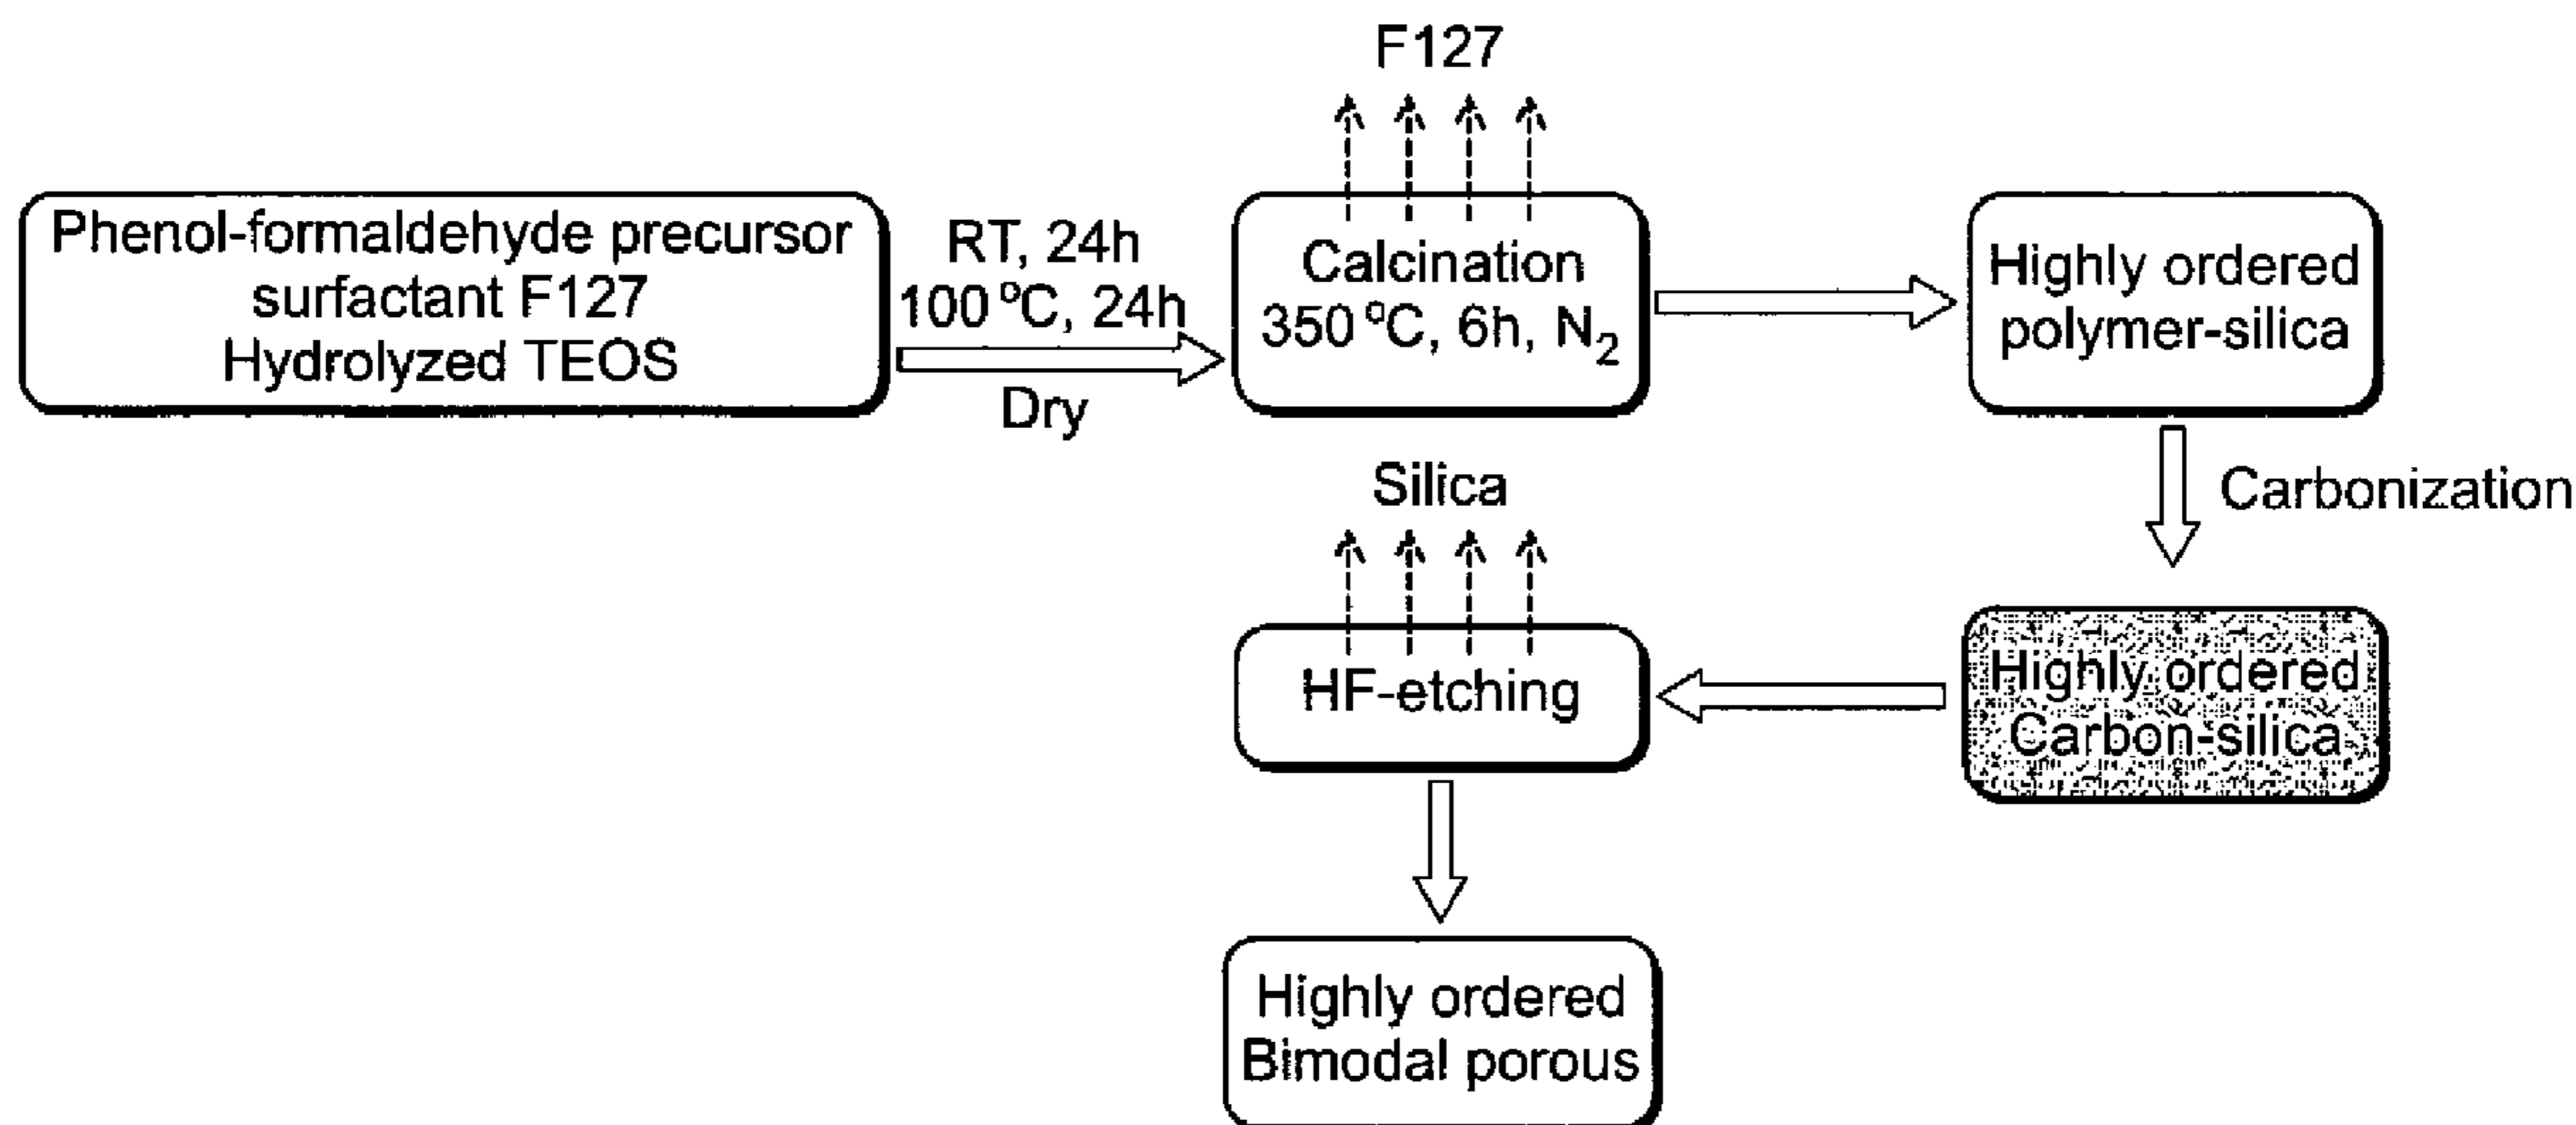 F127
Phenol-formaldehyde precursor
surfactant F127
Hydrolyzed TEOS
RT, 24h
100 °C, 24h
Dry
Calcination
350 °C, 6h, N₂
Highly ordered
polymer-silica
Carbonization
Highly ordered
Carbon-silica
Silica
HF-etching
Highly ordered
Bimodal porous